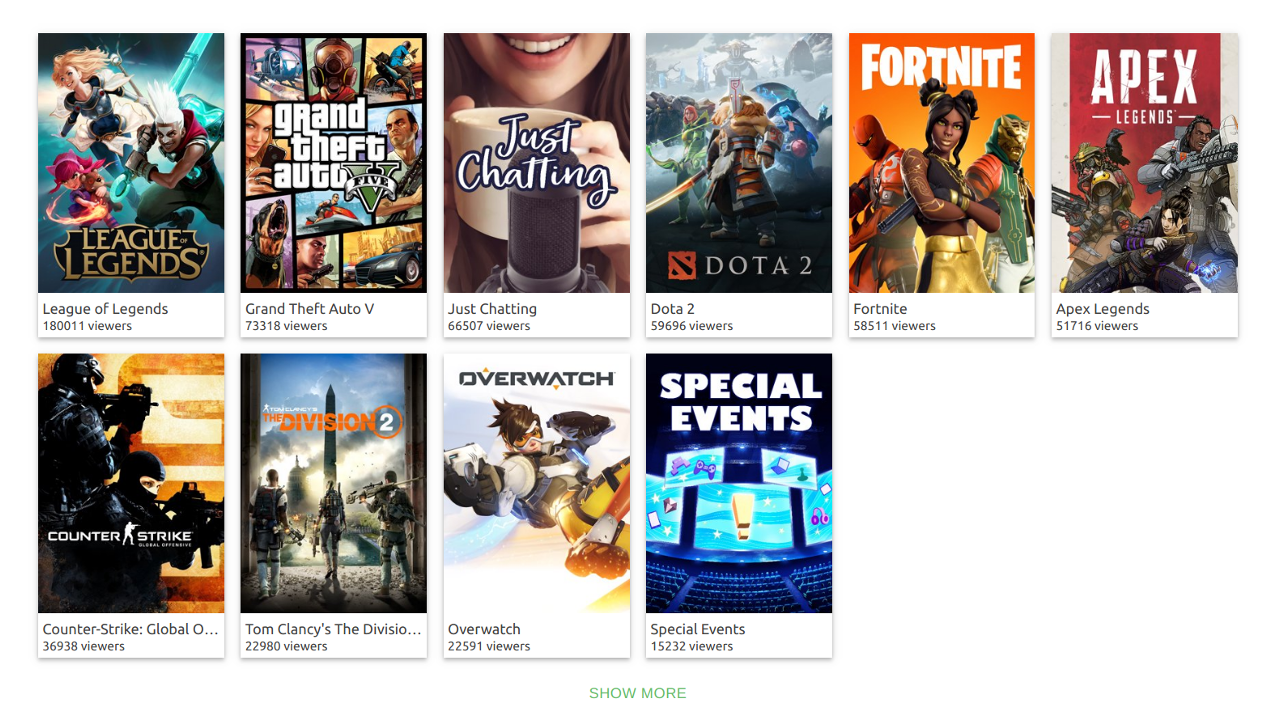 grand
theft
auto
FIVE
Just
Chatting
FORTNITE
APEX
LEGENDS
LEAGUE OF
LEGENDS
DOTA 2
League of Legends
180011 viewers
Grand Theft Auto V
73318 viewers
Just Chatting
66507 viewers
Dota 2
59696 viewers
Fortnite
58511 viewers
Apex Legends
51716 viewers
COUNTER STRIKE
GLOBAL OFFENSIVE
TOM CLANCY'S
THE DIVISION 2
OVERWATCH
SPECIAL
EVENTS
Counter-Strike: Global O...
36938 viewers
Tom Clancy's The Divisio...
22980 viewers
Overwatch
22591 viewers
Special Events
15232 viewers
SHOW MORE